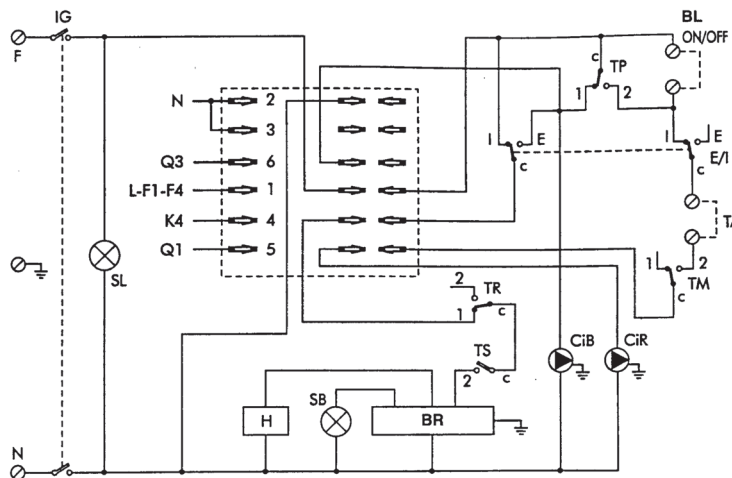 IG
BL
F
ON/OFF
c
TP
1 2
N 2
3
I E
I E
E/I
c
c
Q3 6
L-F1-F4 1
K4 4
Q1 5
SL
1 2
TM
c
2
TR
1 c
TS
2 c
CiB
CiR
H
SB
BR
N